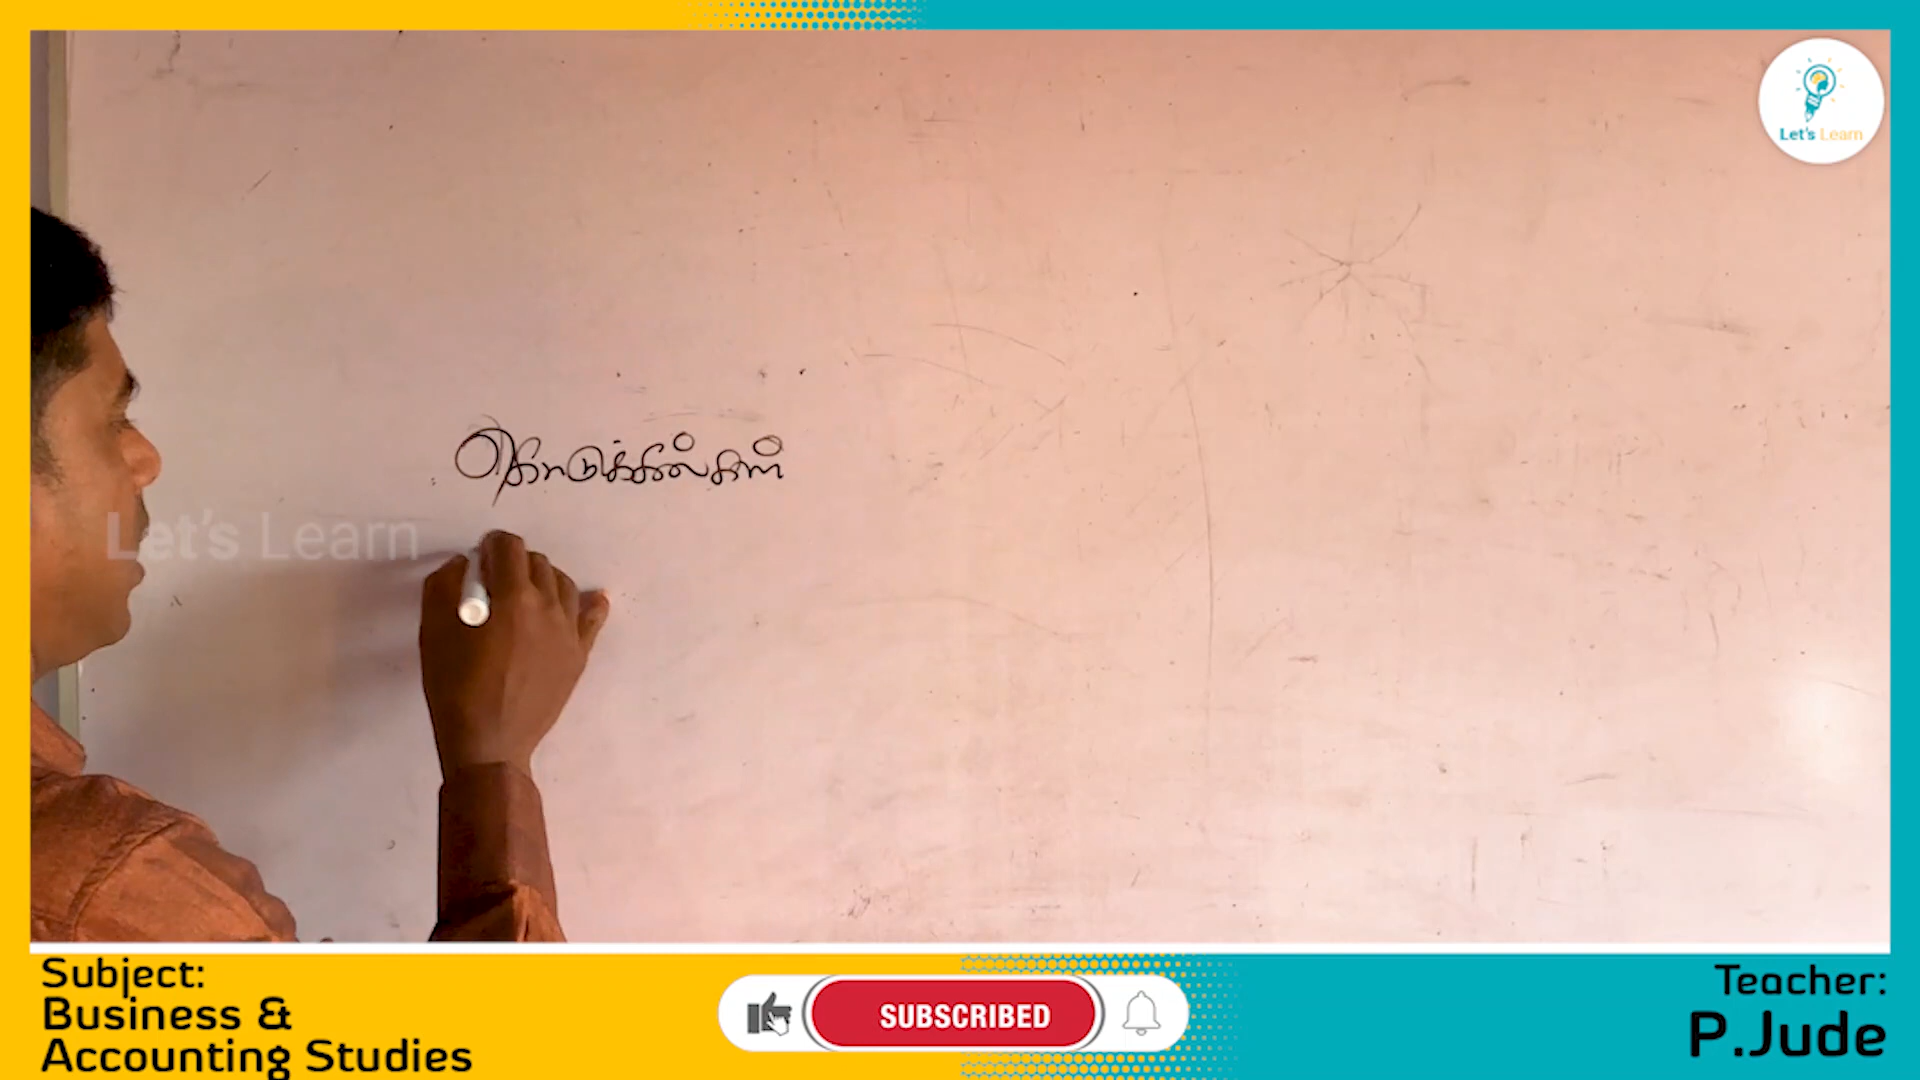 Let's Learn
கொடுக்கல்கள்
Let's Learn
Subject:
Business &
Accounting Studies
SUBSCRIBED
Teacher:
P.Jude